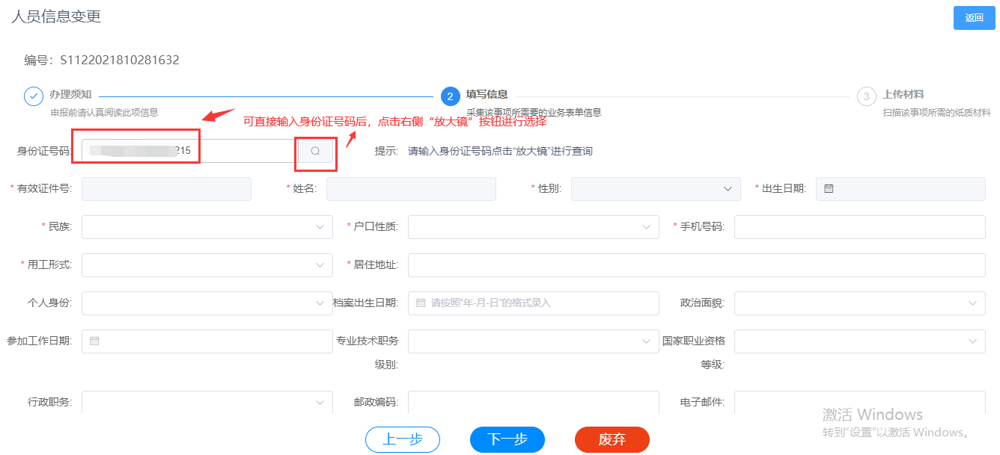 人员信息变更
返回
编号: S1122021810281632
办理须知
2
填写信息
3
上传材料
申报前请认真阅读此项信息
采集该事项所需要的业务表单信息
扫描该事项所需的纸质材料
可直接输入身份证号码后，点击右侧“放大镜”按钮进行选择
身份证号码: 215
提示: 请输入身份证号码点击“放大镜”进行查询
* 有效证件号: * 姓名: * 性别: * 出生日期:
* 民族: * 户口性质: * 手机号码:
* 用工形式: * 居住地址:
个人身份: 档案出生日期: 请按照“年-月-日”的格式录入 政治面貌:
参加工作日期: 专业技术职务 国家职业资格
级别: 等级:
行政职务: 邮政编码: 电子邮件:
激活 Windows
转到“设置”以激活 Windows。
上一步 下一步 废弃